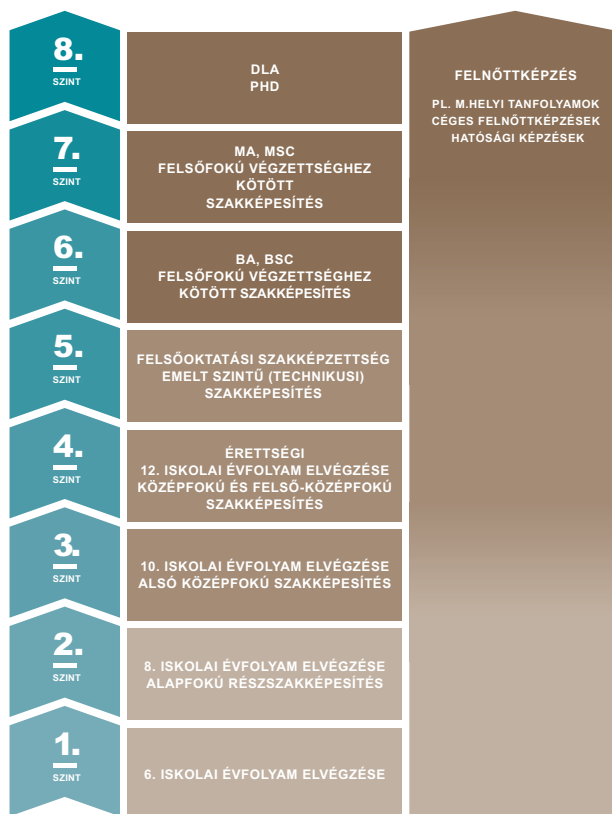 8.
SZINT
DLA
PHD
FELNŐTTKÉPZÉS
PL. M.HELYI TANFOLYAMOK
CÉGES FELNŐTTKÉPZÉSEK
HATÓSÁGI KÉPZÉSEK
7.
SZINT
MA, MSC
FELSŐFOKÚ VÉGZETTSÉGHEZ
KÖTÖTT
SZAKKÉPESÍTÉS
6.
SZINT
BA, BSC
FELSŐFOKÚ VÉGZETTSÉGHEZ
KÖTÖTT SZAKKÉPESÍTÉS
5.
SZINT
FELSŐOKTATÁSI SZAKKÉPZETTSÉG
EMELT SZINTŰ (TECHNIKUSI)
SZAKKÉPESÍTÉS
4.
SZINT
ÉRETTSÉGI
12. ISKOLAI ÉVFOLYAM ELVÉGZÉSE
KÖZÉPFOKÚ ÉS FELSŐ-KÖZÉPFOKÚ
SZAKKÉPESÍTÉS
3.
SZINT
10. ISKOLAI ÉVFOLYAM ELVÉGZÉSE
ALSÓ KÖZÉPFOKÚ SZAKKÉPESÍTÉS
2.
SZINT
8. ISKOLAI ÉVFOLYAM ELVÉGZÉSE
ALAPFOKÚ RÉSZSZAKKÉPESÍTÉS
1.
SZINT
6. ISKOLAI ÉVFOLYAM ELVÉGZÉSE